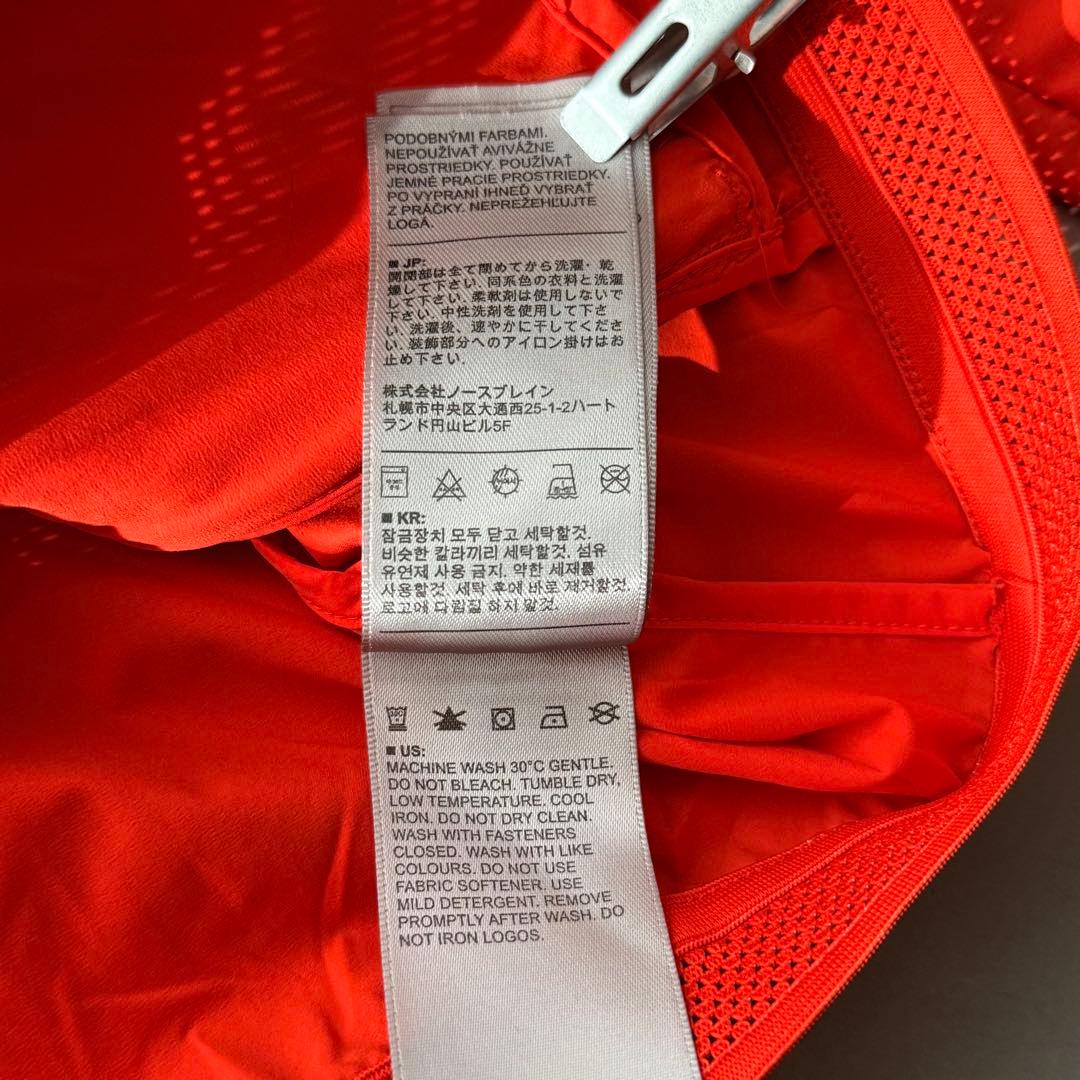 PODOBNÝMI FARBAMI.
NEPOUŽÍVAŤ AVIVÁŽNE
PROSTRIEDKY. POUŽÍVAŤ
JEMNÉ PRACIE PROSTRIEDKY.
PO VYPRANÍ IHNEĎ VYBRAŤ
Z PRÁČKY. NEPREŽEHĽUJTE
LOGÁ.
■ JP:
開閉部は全て閉めてから洗濯・乾
燥して下さい. 同系色の衣料と洗濯
して下さい. 柔軟剤は使用しないで
下さい. 中性洗剤を使用して下さ
い. 洗濯後、速やかに干してくださ
い. 装飾部分へのアイロン掛けはお
止め下さい.
株式会社ノースブレイン
札幌市中央区大通西25-1-2ハート
ランド円山ビル5F
■ KR:
잠금장치 모두 닫고 세탁할것.
비슷한 칼라끼리 세탁할것. 섬유
유연제 사용 금지. 약한 세재를
사용할것. 세탁 후에 바로 제거할것.
로고에 다림질 하지 말것.
■ US:
MACHINE WASH 30°C GENTLE.
DO NOT BLEACH. TUMBLE DRY,
LOW TEMPERATURE. COOL
IRON. DO NOT DRY CLEAN.
WASH WITH FASTENERS
CLOSED. WASH WITH LIKE
COLOURS. DO NOT USE
FABRIC SOFTENER. USE
MILD DETERGENT. REMOVE
PROMPTLY AFTER WASH. DO
NOT IRON LOGOS.